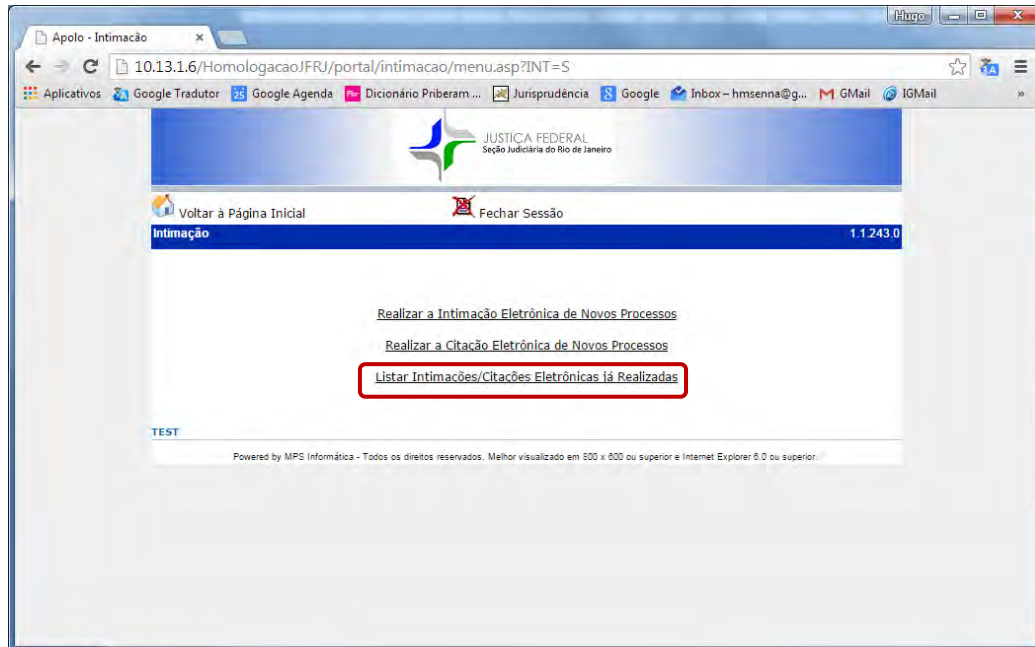 Hugo
Apolo - Intimacão
10.13.1.6/HomologacaoJFRJ/portal/intimacao/menu.asp?INT=S
Aplicativos Google Tradutor 25 Google Agenda Dicionário Priberam ... Jurisprudência 8 Google Inbox – hmsenna@g... GMail IGMail »
JUSTIÇA FEDERAL
Seção Judiciária do Rio de Janeiro
Voltar à Página Inicial Fechar Sessão
Intimação 1.1.243.0
Realizar a Intimação Eletrônica de Novos Processos
Realizar a Citação Eletrônica de Novos Processos
Listar Intimações/Citações Eletrônicas já Realizadas
TEST
Powered by MPS Informática - Todos os direitos reservados. Melhor visualizado em 800 x 600 ou superior e Internet Explorer 6.0 ou superior.